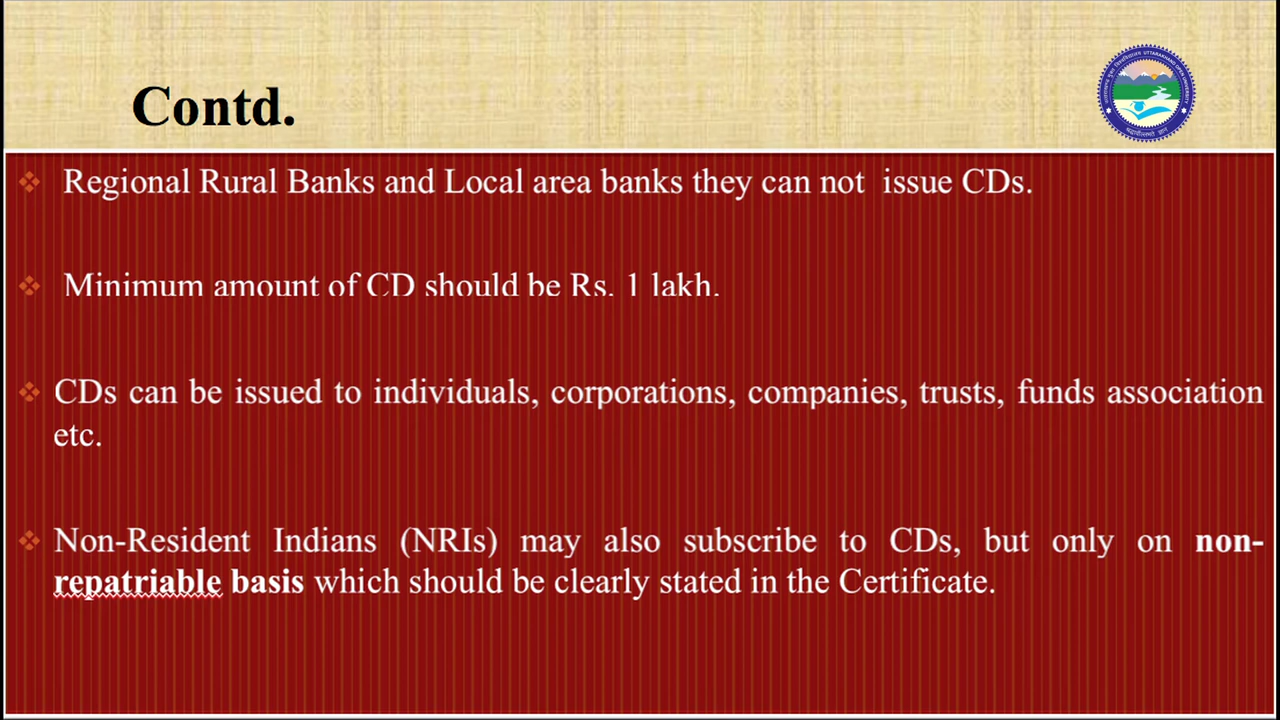 Contd.
UTTARAKHAND OPEN UNIVERSITY
Regional Rural Banks and Local area banks they can not issue CDs.
Minimum amount of CD should be Rs. 1 lakh.
CDs can be issued to individuals, corporations, companies, trusts, funds association
etc.
Non-Resident Indians (NRIs) may also subscribe to CDs, but only on non-
repatriable basis which should be clearly stated in the Certificate.